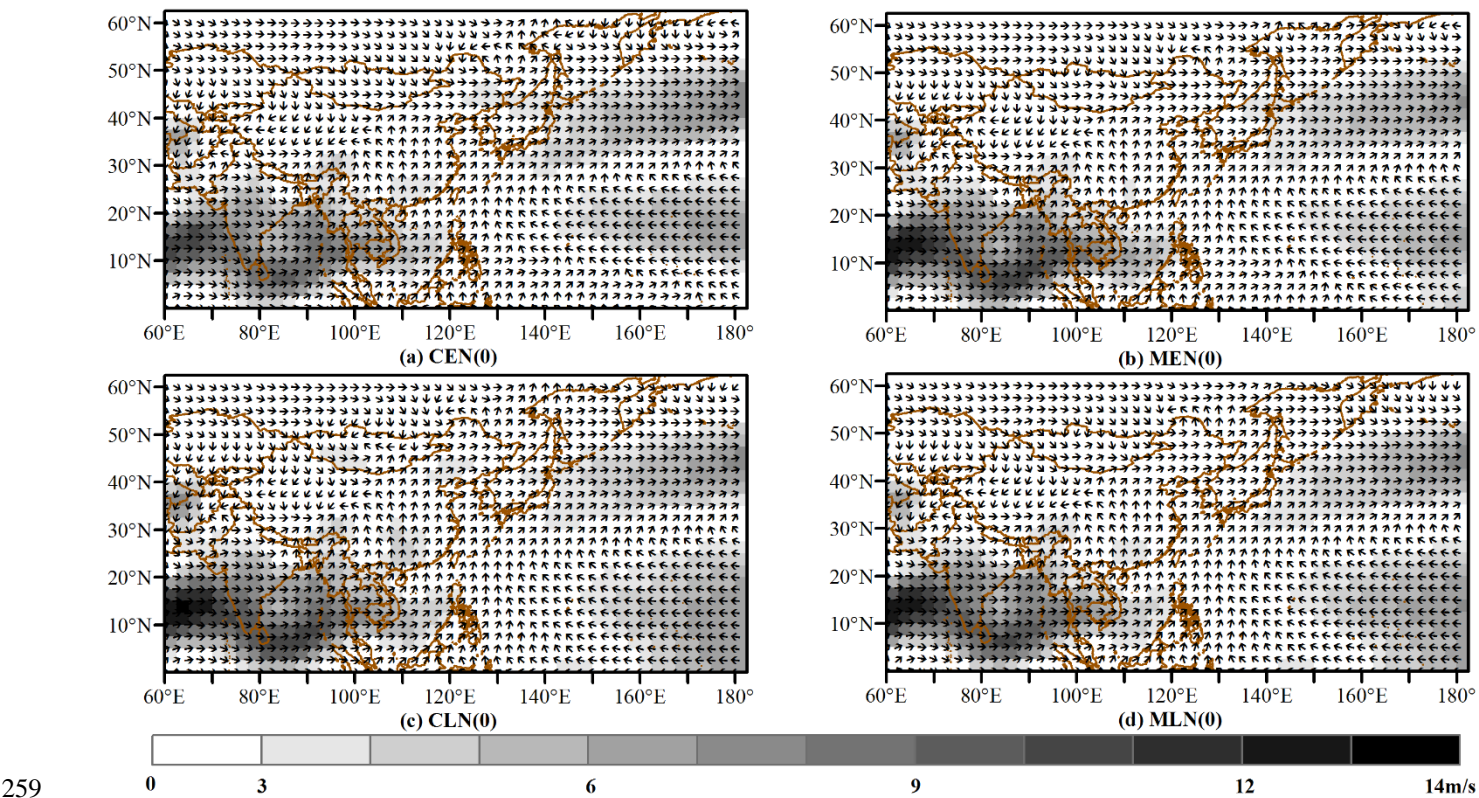 60°N 60°N
50°N 50°N
40°N 40°N
30°N 30°N
20°N 20°N
10°N 10°N
60°E 80°E 100°E 120°E 140°E 160°E 180° 60°E 80°E 100°E 120°E 140°E 160°E 180°
(a) CEN(0) (b) MEN(0)
60°N 60°N
50°N 50°N
40°N 40°N
30°N 30°N
20°N 20°N
10°N 10°N
60°E 80°E 100°E 120°E 140°E 160°E 180° 60°E 80°E 100°E 120°E 140°E 160°E 180°
(c) CLN(0) (d) MLN(0)
259 0 3 6 9 12 14m/s